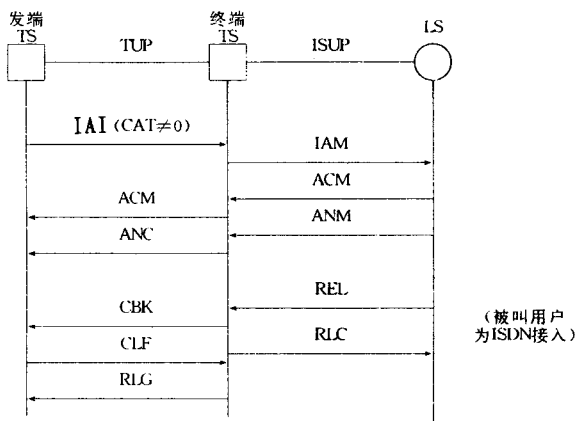 发端
TS
TUP
终端
TS
ISUP
LS
IAI (CAT≠0)
IAM
ACM
ACM
ANM
ANC
REL
CBK
(被叫用户
为ISDN接入)
RLC
CLF
RLG